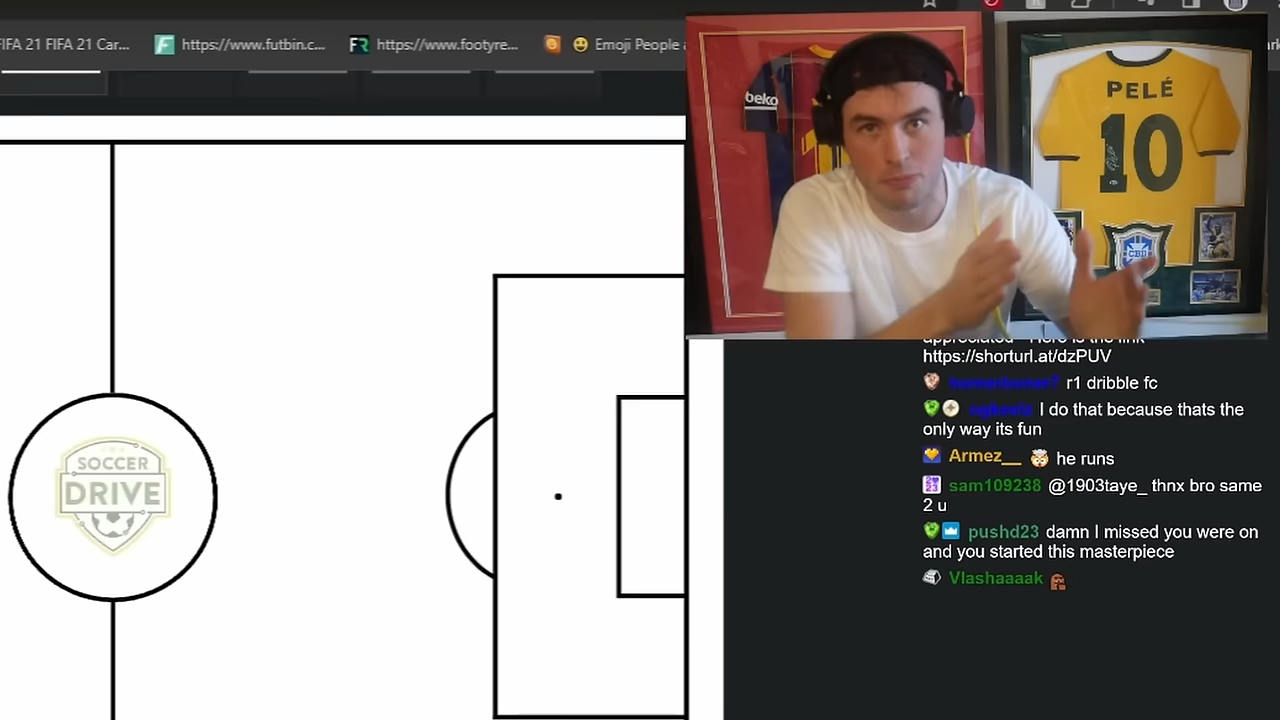 FIFA 21 FIFA 21 Car...
https://www.futbin.c...
https://www.footyre...
Emoji People
beko
PELÉ
10
CBD
SOCCER
DRIVE
https://shorturl.at/dzPUV
r1 dribble fc
I do that because thats the
only way its fun
Armez__ he runs
sam109238 @1903taye_ thnx bro same
2 u
pushd23 damn I missed you were on
and you started this masterpiece
Vlashaaaak